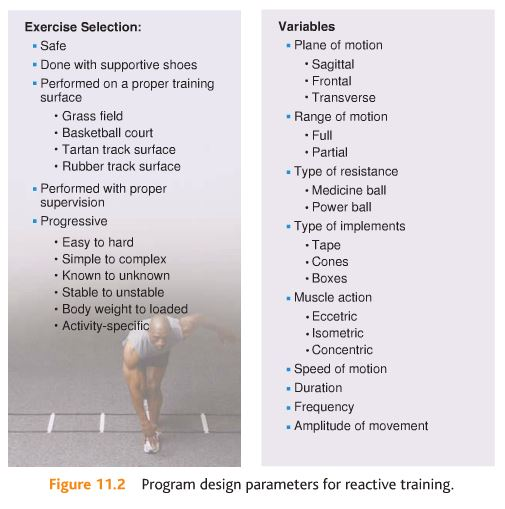 Exercise Selection:
▪ Safe
▪ Done with supportive shoes
▪ Performed on a proper training
surface
• Grass field
• Basketball court
• Tartan track surface
• Rubber track surface
▪ Performed with proper
supervision
▪ Progressive
• Easy to hard
• Simple to complex
• Known to unknown
• Stable to unstable
• Body weight to loaded
• Activity-specific
Variables
▪ Plane of motion
• Sagittal
• Frontal
• Transverse
▪ Range of motion
• Full
• Partial
▪ Type of resistance
• Medicine ball
• Power ball
▪ Type of implements
• Tape
• Cones
• Boxes
▪ Muscle action
• Eccetric
• Isometric
• Concentric
▪ Speed of motion
▪ Duration
▪ Frequency
▪ Amplitude of movement
Figure 11.2 Program design parameters for reactive training.